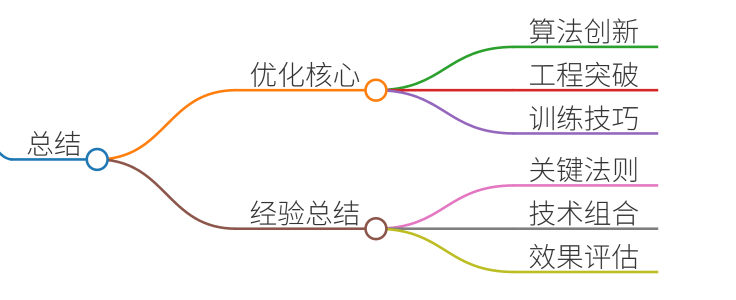 总结
优化核心
算法创新
工程突破
训练技巧
经验总结
关键法则
技术组合
效果评估